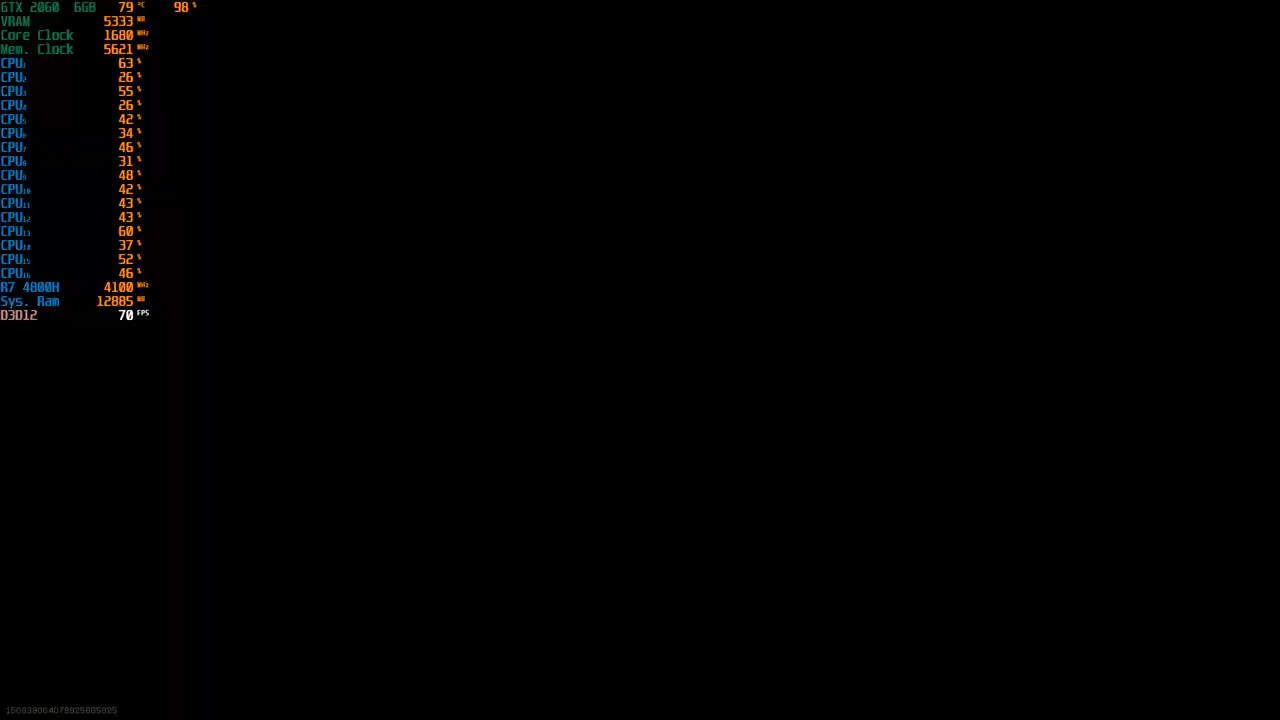 GTX 2060 6GB 79 °C 98 %
VRAM 5333 MB
Core Clock 1680 MHz
Mem. Clock 5621 MHz
CPU1 63 %
CPU2 26 %
CPU3 55 %
CPU4 26 %
CPU5 42 %
CPU6 34 %
CPU7 46 %
CPU8 31 %
CPU9 48 %
CPU10 42 %
CPU11 43 %
CPU12 43 %
CPU13 60 %
CPU14 37 %
CPU15 52 %
CPU16 46 %
R7 4800H 4100 MHz
Sys. Ram 12885 MB
D3D12 70 FPS